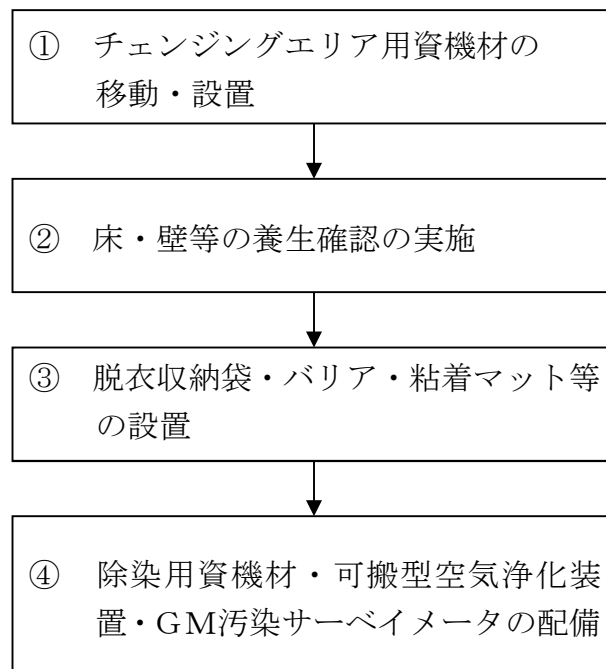 ① チェンジングエリア用資機材の
移動・設置
② 床・壁等の養生確認の実施
③ 脱衣収納袋・バリア・粘着マット等
の設置
④ 除染用資機材・可搬型空気浄化装
置・ＧＭ汚染サーベイメータの配備